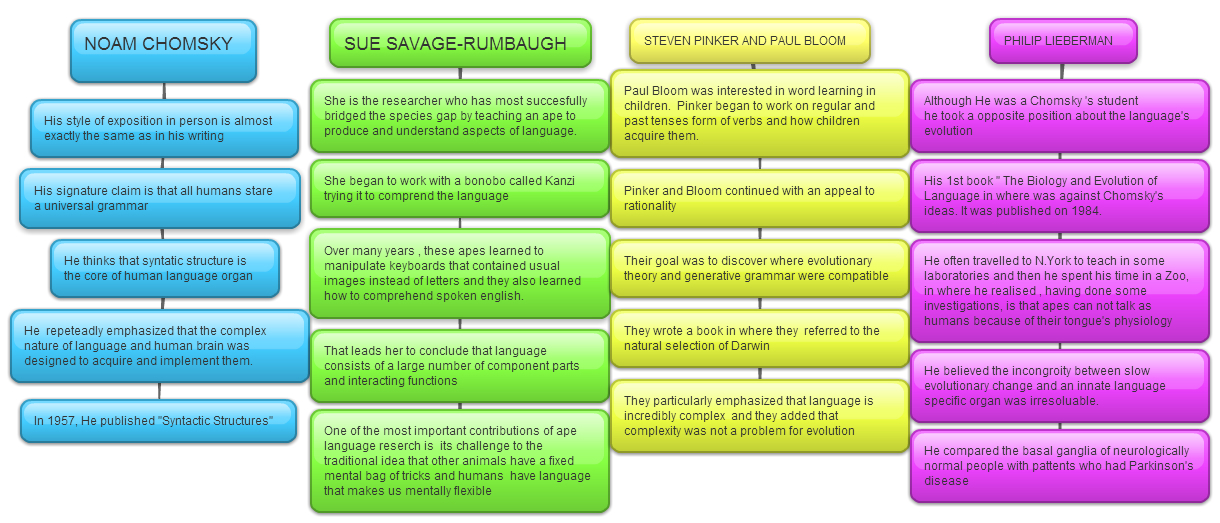 NOAM CHOMSKY
His style of exposition in person is almost
exactly the same as in his writing
His signature claim is that all humans stare
a universal grammar
He thinks that syntatic structure is
the core of human language organ
He repeteadly emphasized that the complex
nature of language and human brain was
designed to acquire and implement them.
In 1957, He published "Syntactic Structures"
SUE SAVAGE-RUMBAUGH
She is the researcher who has most succesfully
bridged the species gap by teaching an ape to
produce and understand aspects of language.
She began to work with a bonobo called Kanzi
trying it to comprend the language
Over many years , these apes learned to
manipulate keyboards that contained usual
images instead of letters and they also learned
how to comprehend spoken english.
That leads her to conclude that language
consists of a large number of component parts
and interacting functions
One of the most important contributions of ape
language reserch is its challenge to the
traditional idea that other animals have a fixed
mental bag of tricks and humans have language
that makes us mentally flexible
STEVEN PINKER AND PAUL BLOOM
Paul Bloom was interested in word learning in
children. Pinker began to work on regular and
past tenses form of verbs and how children
acquire them.
Pinker and Bloom continued with an appeal to
rationality
Their goal was to discover where evolutionary
theory and generative grammar were compatible
They wrote a book in where they referred to the
natural selection of Darwin
They particularly emphasized that language is
incredibly complex and they added that
complexity was not a problem for evolution
PHILIP LIEBERMAN
Although He was a Chomsky 's student
he took a opposite position about the language's
evolution
His 1st book " The Biology and Evolution of
Language in where was against Chomsky's
ideas. It was published on 1984.
He often travelled to N.York to teach in some
laboratories and then he spent his time in a Zoo,
in where he realised , having done some
investigations, is that apes can not talk as
humans because of their tongue's physiology
He believed the incongroity between slow
evolutionary change and an innate language
specific organ was irresoluable.
He compared the basal ganglia of neurologically
normal people with pattents who had Parkinson's
disease